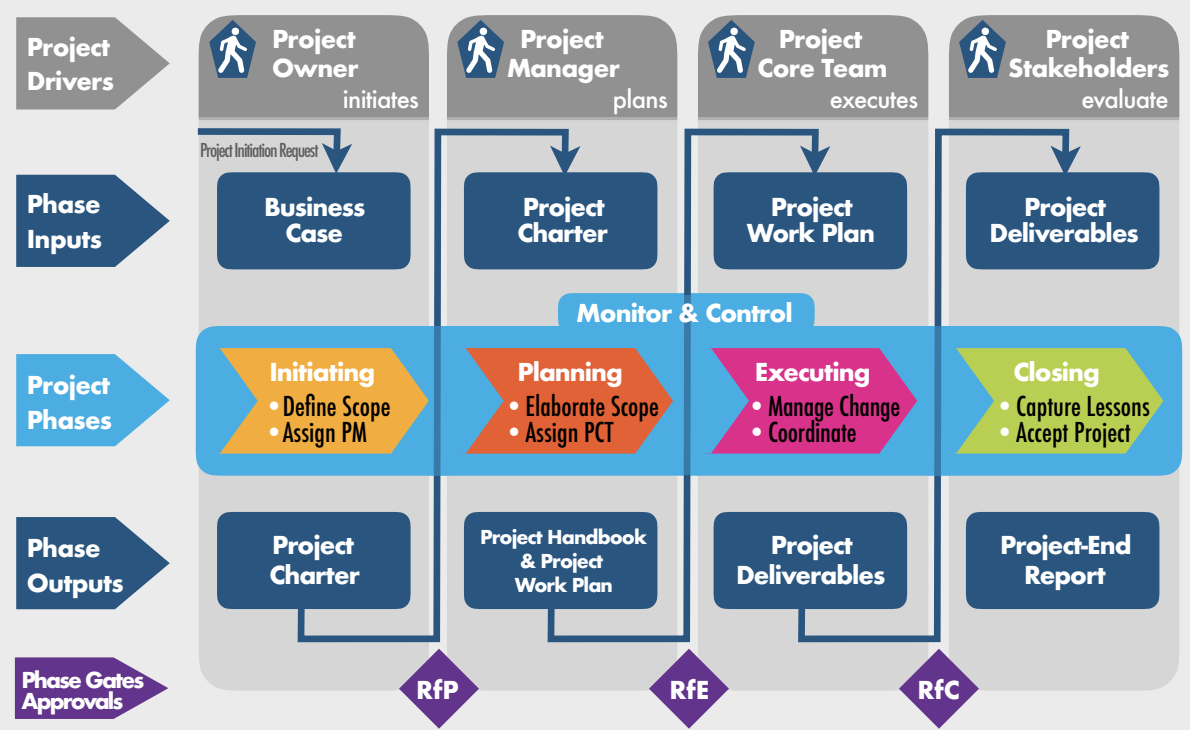 Project
Drivers
Project
Owner
initiates
Project
Manager
plans
Project
Core Team
executes
Project
Stakeholders
evaluate
Project Initiation Request
Phase
Inputs
Business
Case
Project
Charter
Project
Work Plan
Project
Deliverables
Monitor & Control
Project
Phases
Initiating
• Define Scope
• Assign PM
Planning
• Elaborate Scope
• Assign PCT
Executing
• Manage Change
• Coordinate
Closing
• Capture Lessons
• Accept Project
Phase
Outputs
Project
Charter
Project Handbook
& Project
Work Plan
Project
Deliverables
Project-End
Report
Phase Gates
Approvals
RfP
RfE
RfC